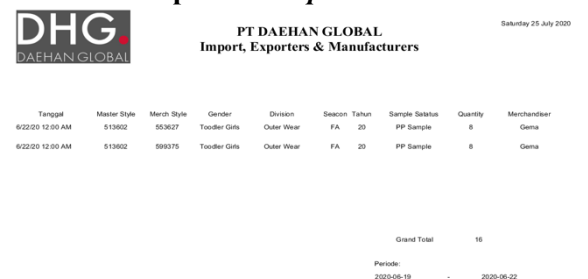 DHG.
DAEHAN GLOBAL
PT DAEHAN GLOBAL
Import, Exporters & Manufacturers
Saturday 25 July 2020
Tanggal Master Style Merch Style Gender Division Seacon Tahun Sample Satatus Quantity Merchandiser
6/22/20 12:00 AM 513602 553627 Toodler Girls Outer Wear FA 20 PP Sample 8 Gema
6/22/20 12:00 AM 513602 599375 Toodler Girls Outer Wear FA 20 PP Sample 8 Gema
Grand Total 16
Periode:
2020-06-19 - 2020-06-22